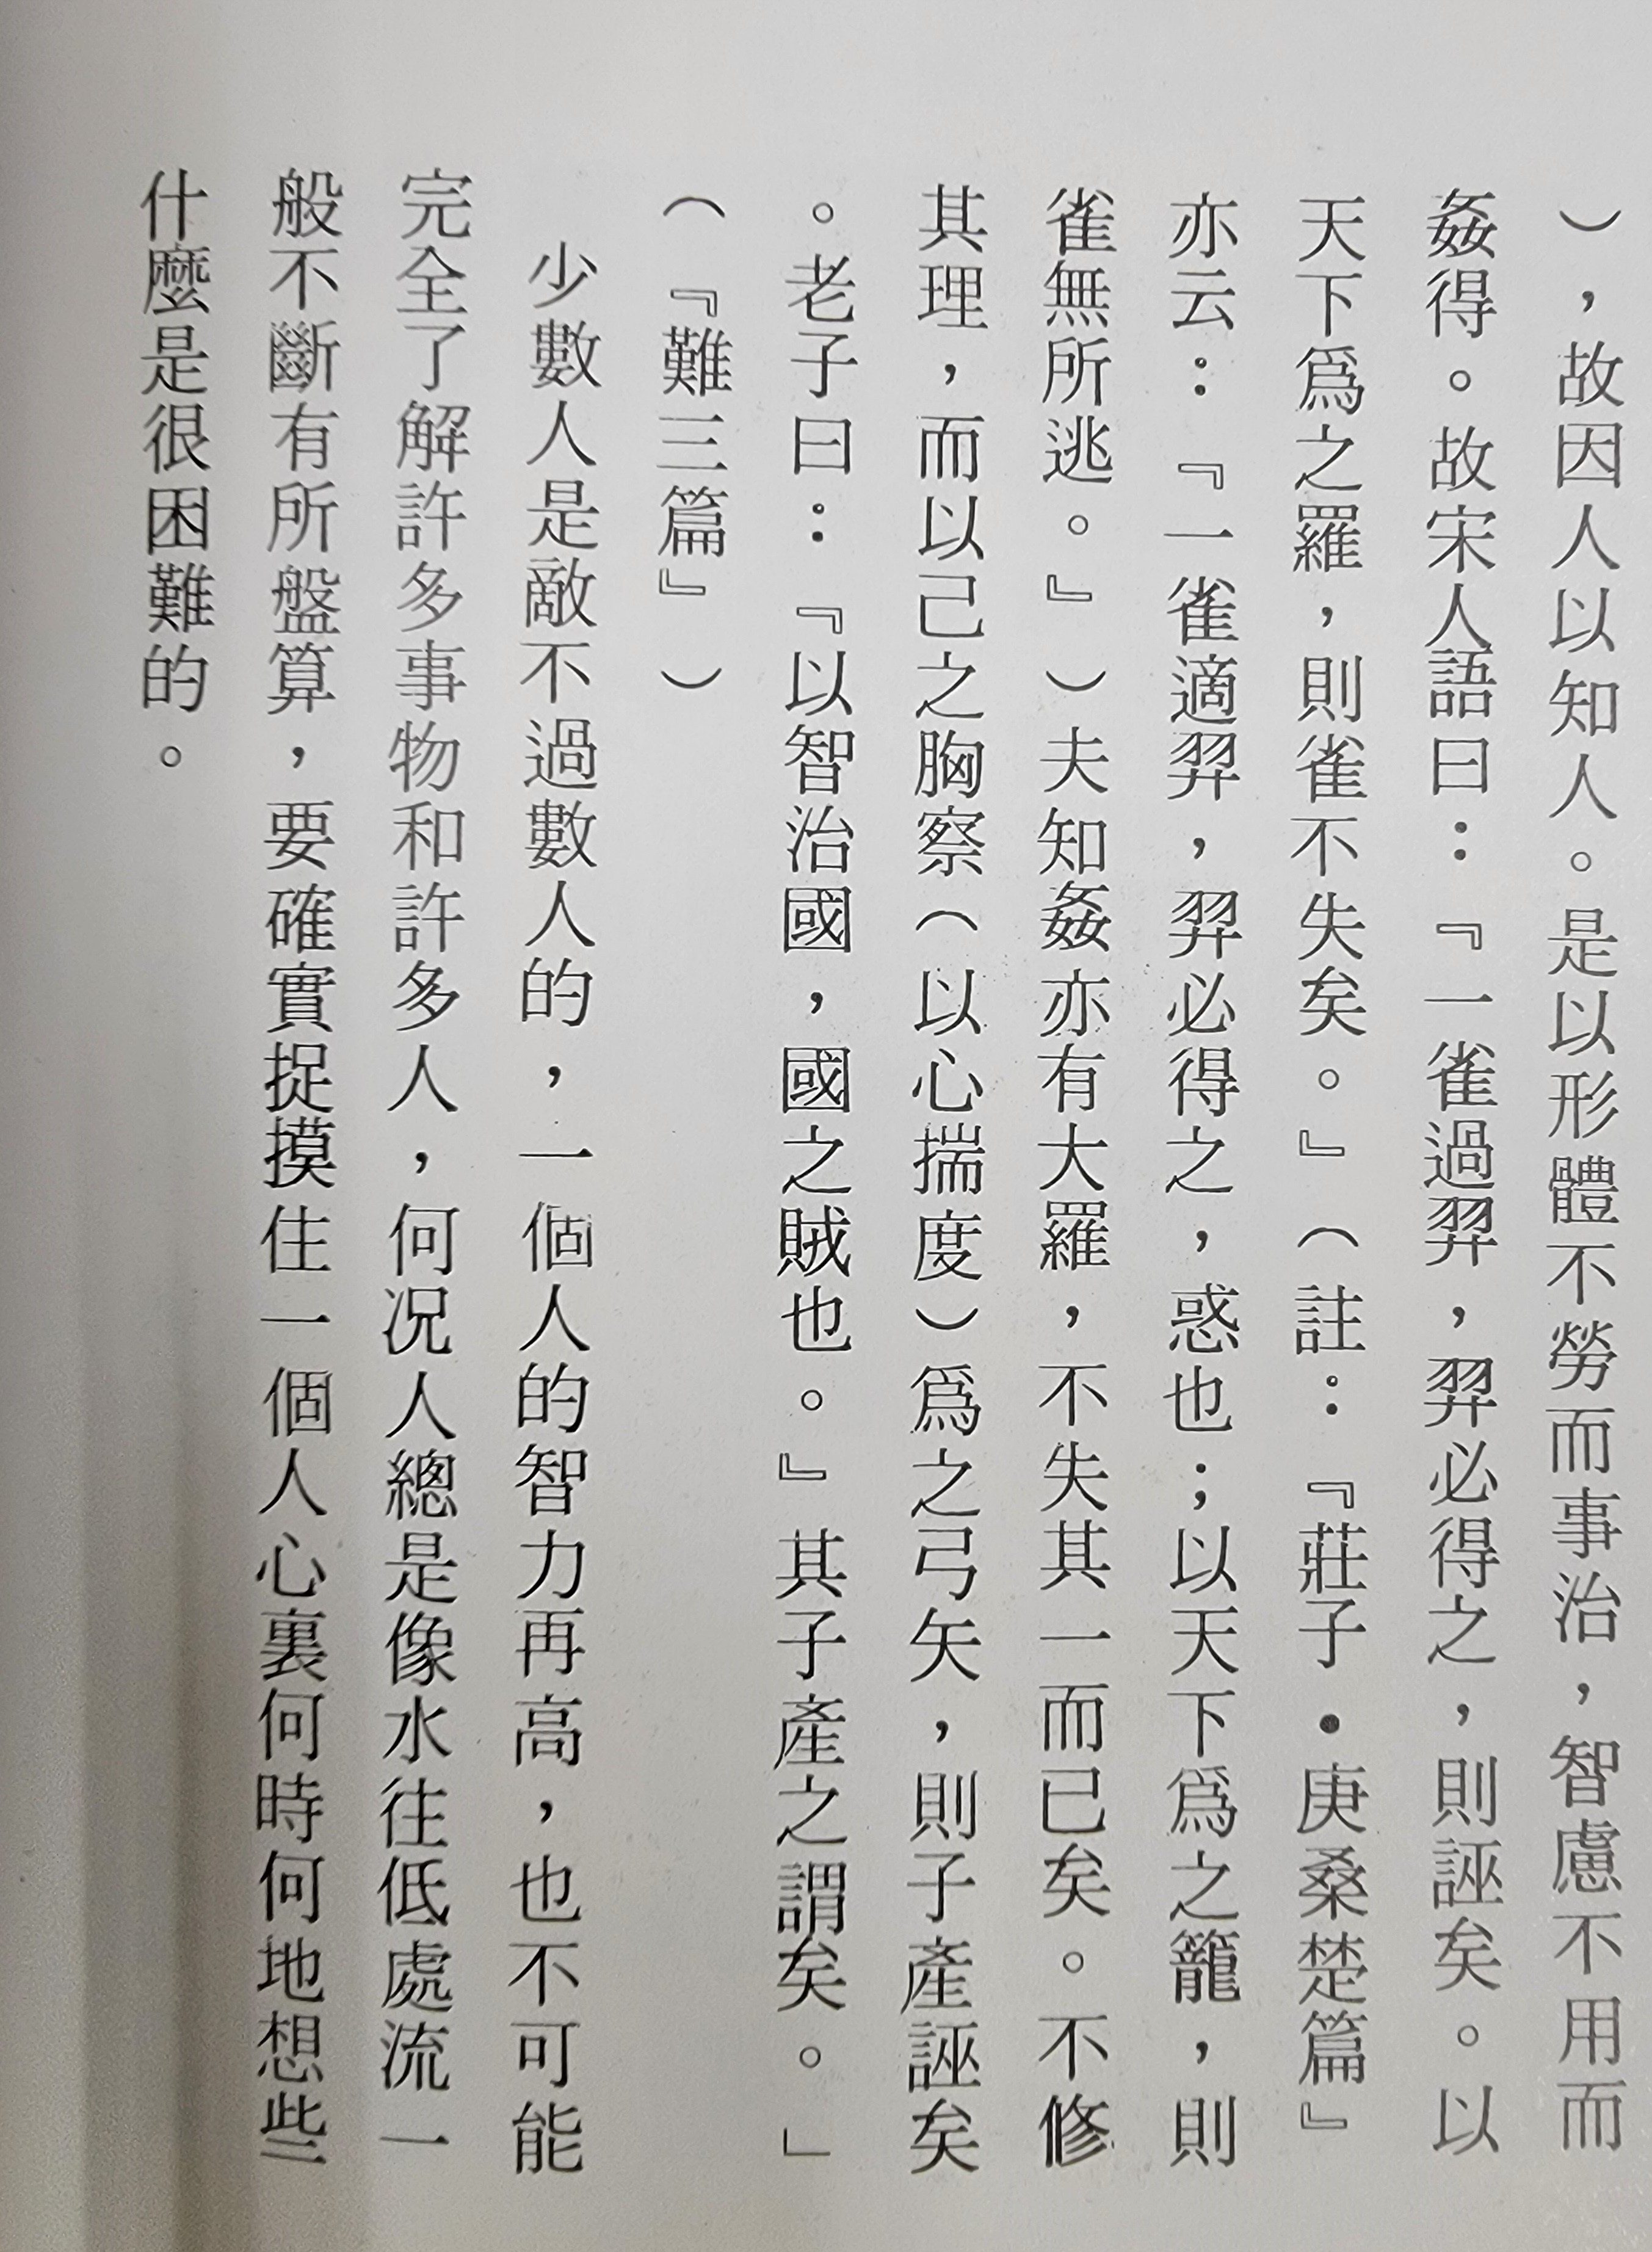 ），故因人以知人。是以形體不勞而事治，智慮不用而
姦得。故宋人語曰：『一雀過羿，羿必得之，則誣矣。以
天下爲之羅，則雀不失矣。』（註：『莊子•庚桑楚篇』
亦云：『一雀適羿，羿必得之，惑也；以天下爲之籠，則
雀無所逃。』）夫知姦亦有大羅，不失其一而已矣。不修
其理，而以己之胸察（以心揣度）爲之弓矢，則子產誣矣
。老子曰：『以智治國，國之賊也。』其子產之謂矣。」
（『難三篇』）
少數人是敵不過數人的，一個人的智力再高，也不可能
完全了解許多事物和許多人，何況人總是像水往低處流一
般不斷有所盤算，要確實捉摸住一個人心裏何時何地想些
什麼是很困難的。